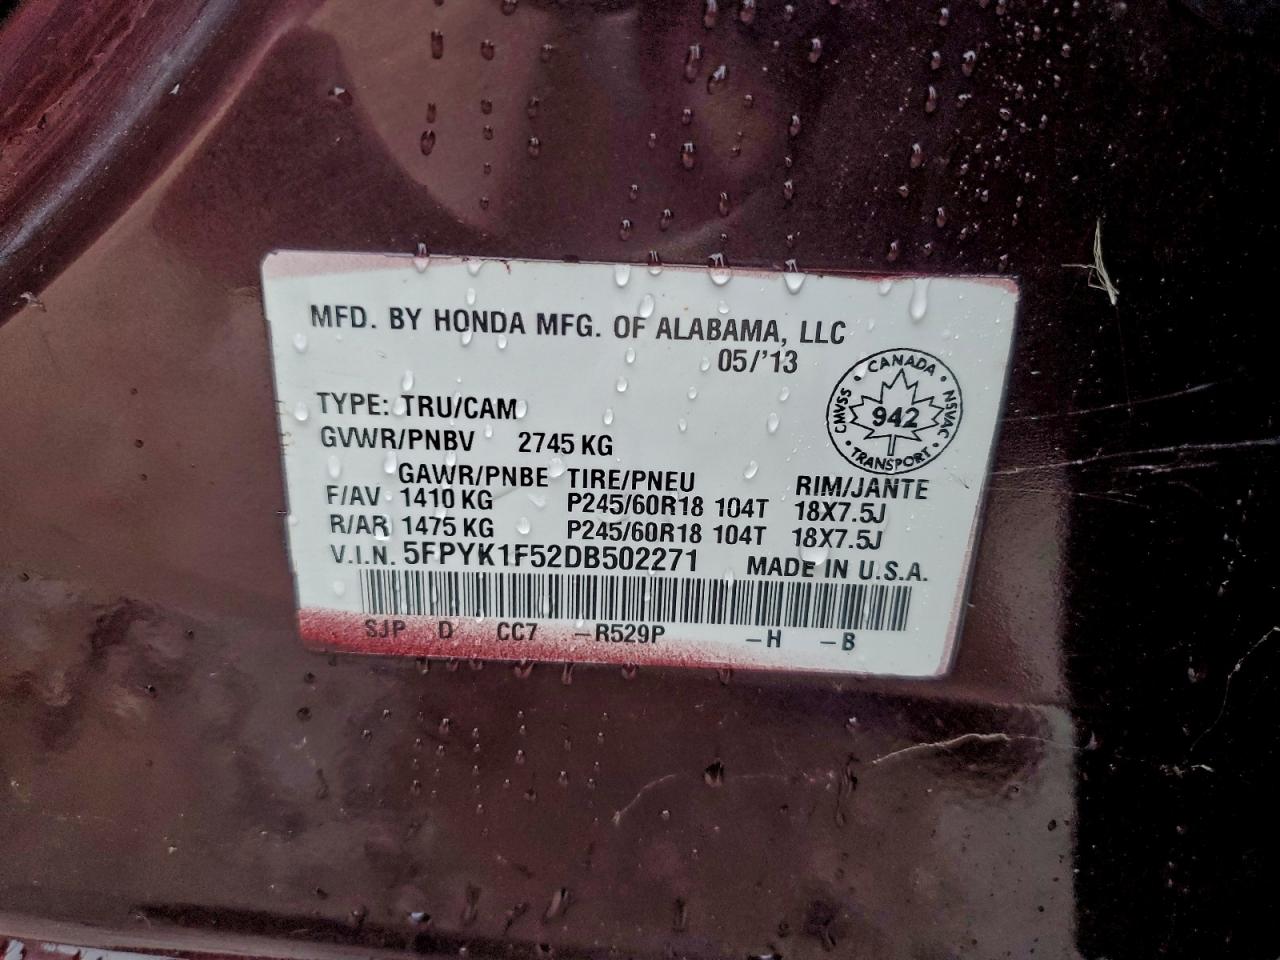 MFD. BY HONDA MFG. OF ALABAMA, LLC
05/'13
CANADA
CMVSS 942 NSVAC
TRANSPORT
TYPE: TRU/CAM
GVWR/PNBV 2745 KG
GAWR/PNBE TIRE/PNEU RIM/JANTE
F/AV 1410 KG P245/60R18 104T 18X7.5J
R/AR 1475 KG P245/60R18 104T 18X7.5J
V.I.N. 5FPYK1F52DB502271 MADE IN U.S.A.
SJP D CC7 -R529P -H -B